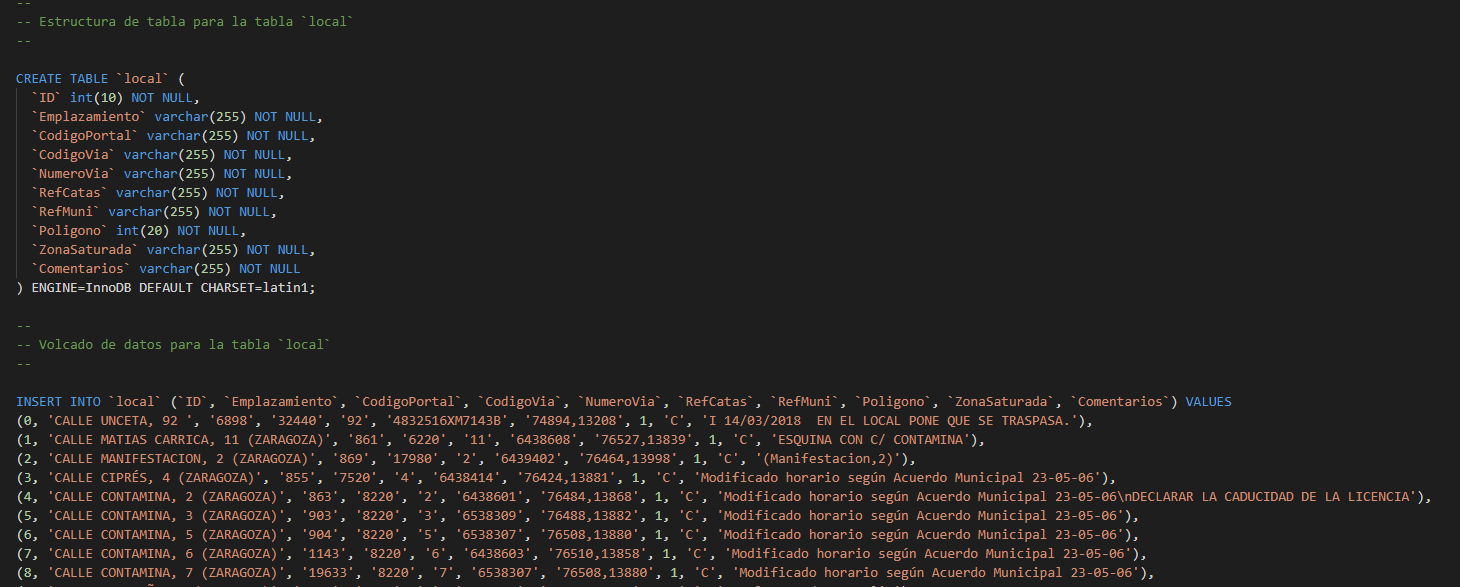 --
-- Estructura de tabla para la tabla `local`
--
CREATE TABLE `local` (
`ID` int(10) NOT NULL,
`Emplazamiento` varchar(255) NOT NULL,
`CodigoPortal` varchar(255) NOT NULL,
`CodigoVia` varchar(255) NOT NULL,
`NumeroVia` varchar(255) NOT NULL,
`RefCatas` varchar(255) NOT NULL,
`RefMuni` varchar(255) NOT NULL,
`Poligono` int(20) NOT NULL,
`ZonaSaturada` varchar(255) NOT NULL,
`Comentarios` varchar(255) NOT NULL
) ENGINE=InnoDB DEFAULT CHARSET=latin1;
--
-- Volcado de datos para la tabla `local`
--
INSERT INTO `local` (`ID`, `Emplazamiento`, `CodigoPortal`, `CodigoVia`, `NumeroVia`, `RefCatas`, `RefMuni`, `Poligono`, `ZonaSaturada`, `Comentarios`) VALUES
(0, 'CALLE UNCETA, 92 ', '6898', '32440', '92', '4832516XM7143B', '74894,13208', 1, 'C', 'I 14/03/2018  EN EL LOCAL PONE QUE SE TRASPASA.'),
(1, 'CALLE MATIAS CARRICA, 11 (ZARAGOZA)', '861', '6220', '11', '6438608', '76527,13839', 1, 'C', 'ESQUINA CON C/ CONTAMINA'),
(2, 'CALLE MANIFESTACION, 2 (ZARAGOZA)', '869', '17980', '2', '6439402', '76464,13998', 1, 'C', '(Manifestacion,2)'),
(3, 'CALLE CIPRÉS, 4 (ZARAGOZA)', '855', '7520', '4', '6438414', '76424,13881', 1, 'C', 'Modificado horario según Acuerdo Municipal 23-05-06'),
(4, 'CALLE CONTAMINA, 2 (ZARAGOZA)', '863', '8220', '2', '6438601', '76484,13868', 1, 'C', 'Modificado horario según Acuerdo Municipal 23-05-06\nDECLARAR LA CADUCIDAD DE LA LICENCIA'),
(5, 'CALLE CONTAMINA, 3 (ZARAGOZA)', '903', '8220', '3', '6538309', '76488,13882', 1, 'C', 'Modificado horario según Acuerdo Municipal 23-05-06'),
(6, 'CALLE CONTAMINA, 5 (ZARAGOZA)', '904', '8220', '5', '6538307', '76508,13880', 1, 'C', 'Modificado horario según Acuerdo Municipal 23-05-06'),
(7, 'CALLE CONTAMINA, 6 (ZARAGOZA)', '1143', '8220', '6', '6438603', '76510,13858', 1, 'C', 'Modificado horario según Acuerdo Municipal 23-05-06'),
(8, 'CALLE CONTAMINA, 7 (ZARAGOZA)', '19633', '8220', '7', '6538307', '76508,13880', 1, 'C', 'Modificado horario según Acuerdo Municipal 23-05-06'),